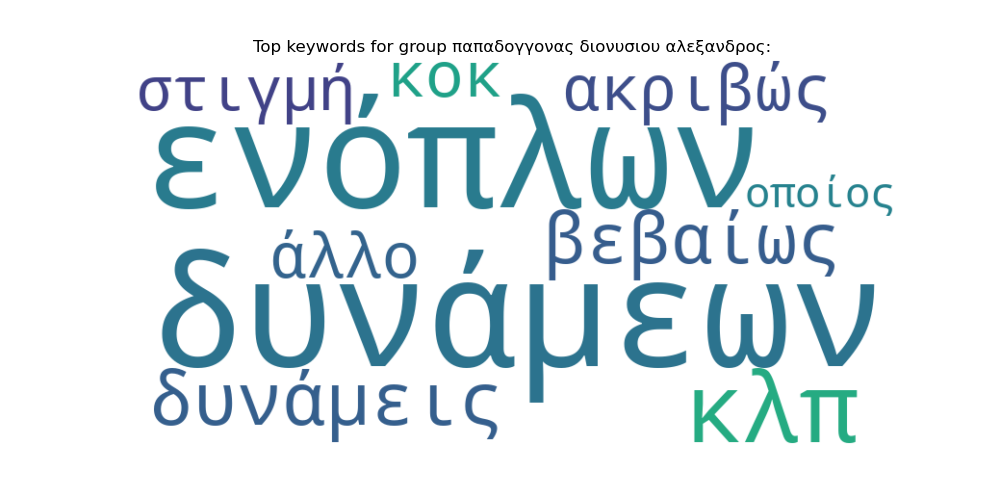 Top keywords for group παπαδογγονας διονυσιου αλεξανδρος:
στιγμή κοκ ακριβώς
ενόπλων
οποίος
άλλο βεβαίως
δυνάμεων
δυνάμεις κλπ